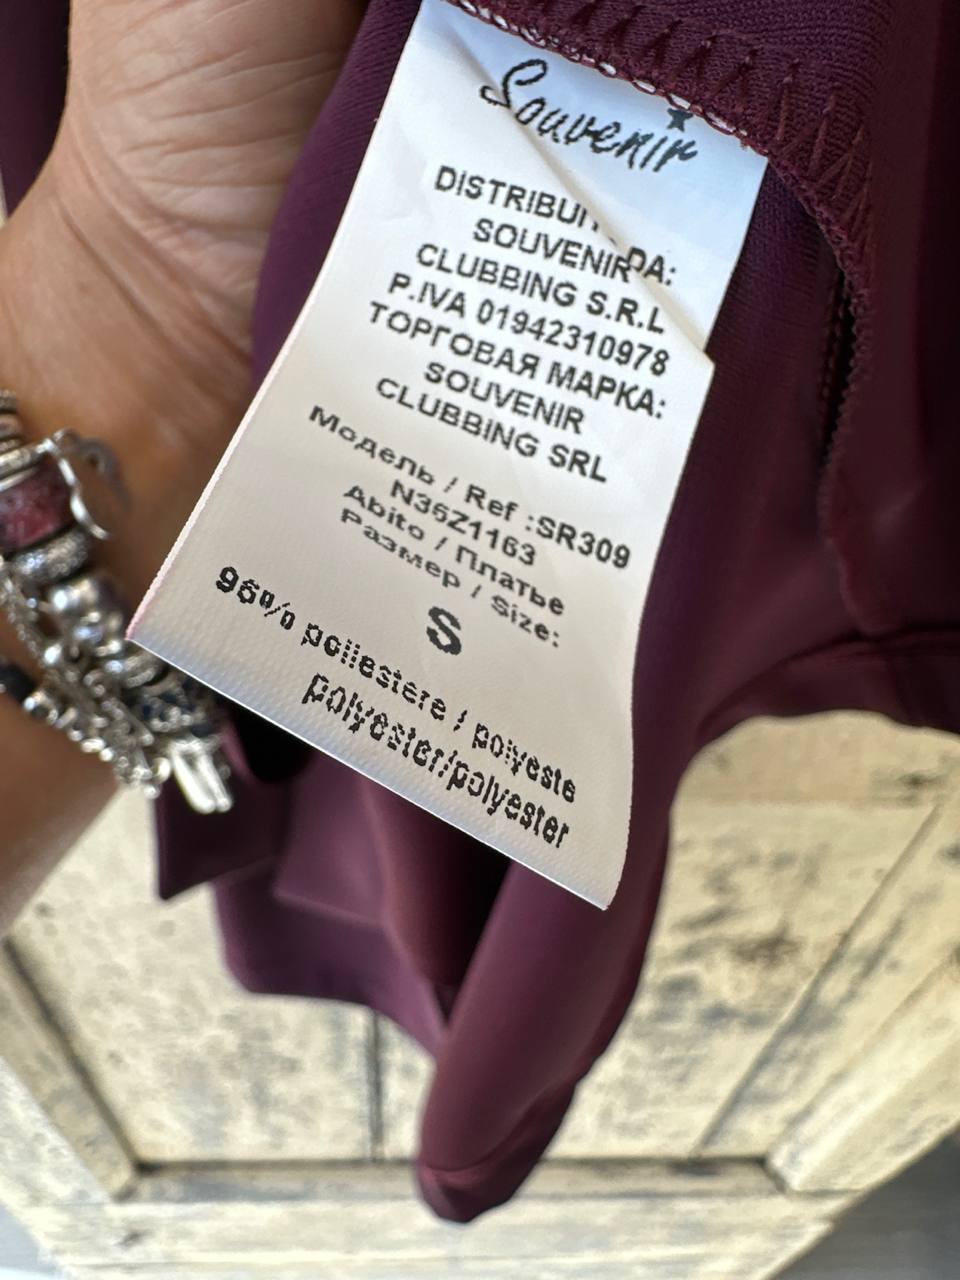 Souvenir
DA:
SOUVENIR
CLUBBING S.R.L
P.IVA 01942310978
ТОРГОВАЯ МАРКА:
SOUVENIR
CLUBBING SRL
Модель / Ref :SR309
N36Z1163
Abito / Платье
Размер / Size:
S
96% poliestere / polyeste
polyester/polyester